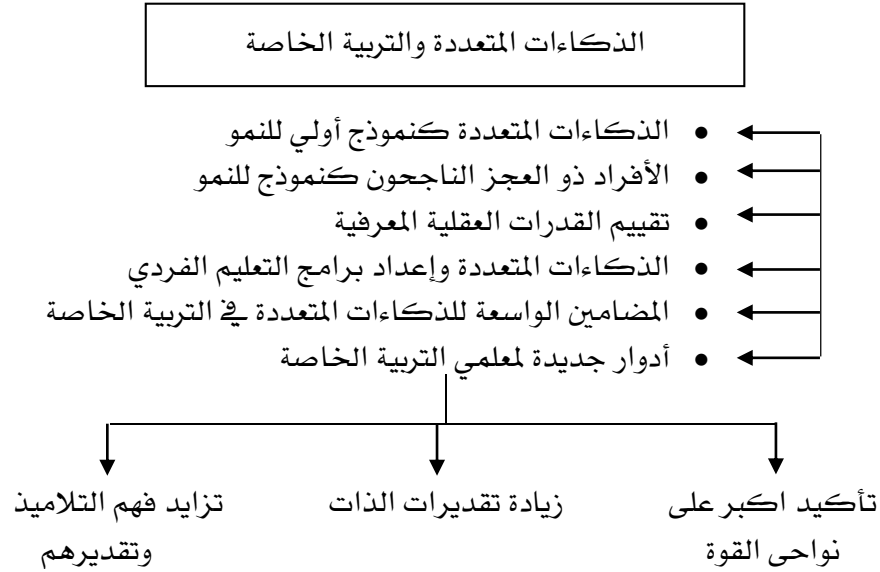 الذكاءات المتعددة والتربية الخاصة
• الذكاءات المتعددة كنموذج أولي للنمو
• الأفراد ذو العجز الناجحون كنموذج للنمو
• تقييم القدرات العقلية المعرفية
• الذكاءات المتعددة وإعداد برامج التعليم الفردي
• المضامين الواسعة للذكاءات المتعددة في التربية الخاصة
• أدوار جديدة لمعلمي التربية الخاصة
تأكيد اكبر على
نواحى القوة
زيادة تقديرات الذات
تزايد فهم التلاميذ
وتقديرهم